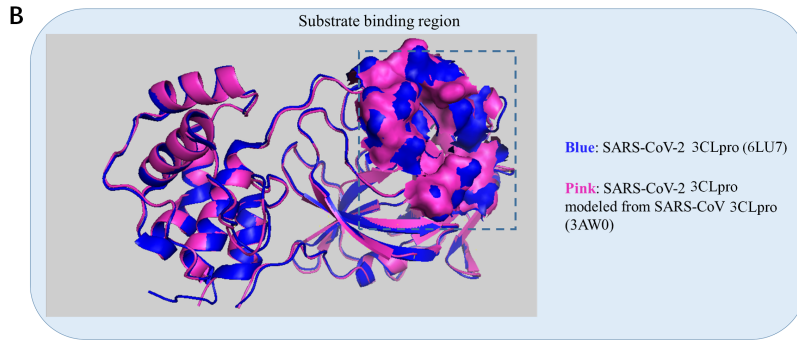 B
Substrate binding region
Blue: SARS-CoV-2 3CLpro (6LU7)
Pink: SARS-CoV-2 3CLpro
modeled from SARS-CoV 3CLpro
(3AW0)